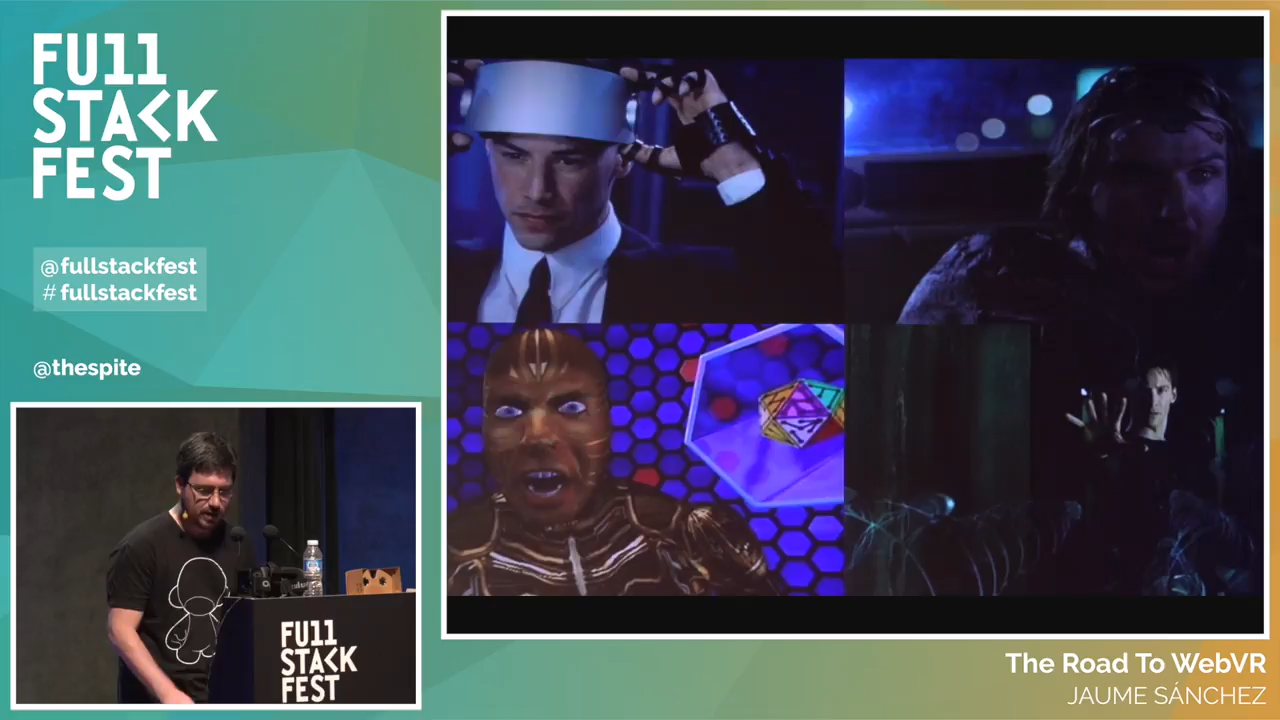 FU11
STACK
FEST
@fullstackfest
# fullstackfest
@thespite
FU11
STACK
FEST
The Road To WebVR
JAUME SÁNCHEZ